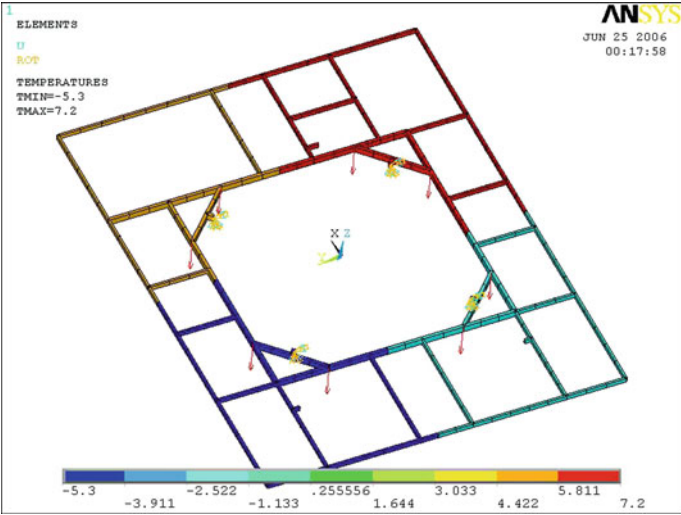 1
ELEMENTS
U
ROT
TEMPERATURES
TMIN=-5.3
TMAX=7.2
ANSYS
JUN 25 2006
00:17:58
X Z
Y
-5.3 -2.522 .255556 3.033 5.811
-3.911 -1.133 1.644 4.422 7.2